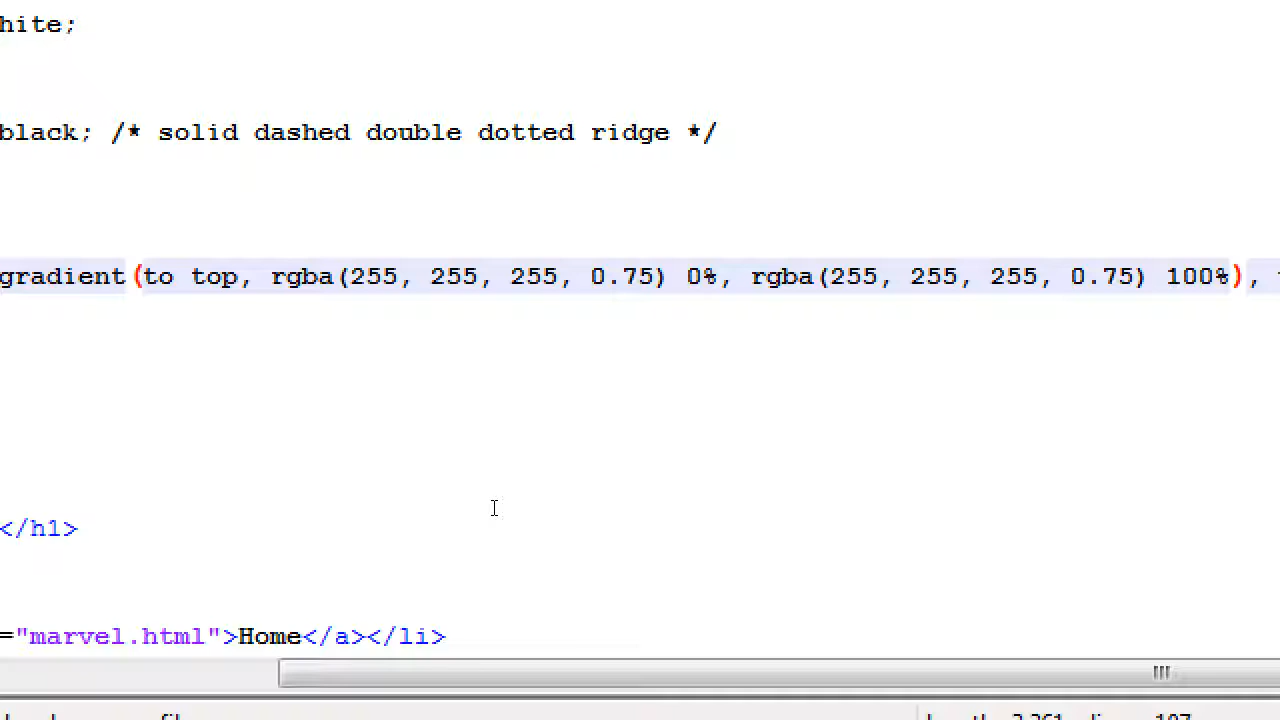 hite;
black; /* solid dashed double dotted ridge */
gradient(to top, rgba(255, 255, 255, 0.75) 0%, rgba(255, 255, 255, 0.75) 100%),
</h1>
="marvel.html">Home</a></li>